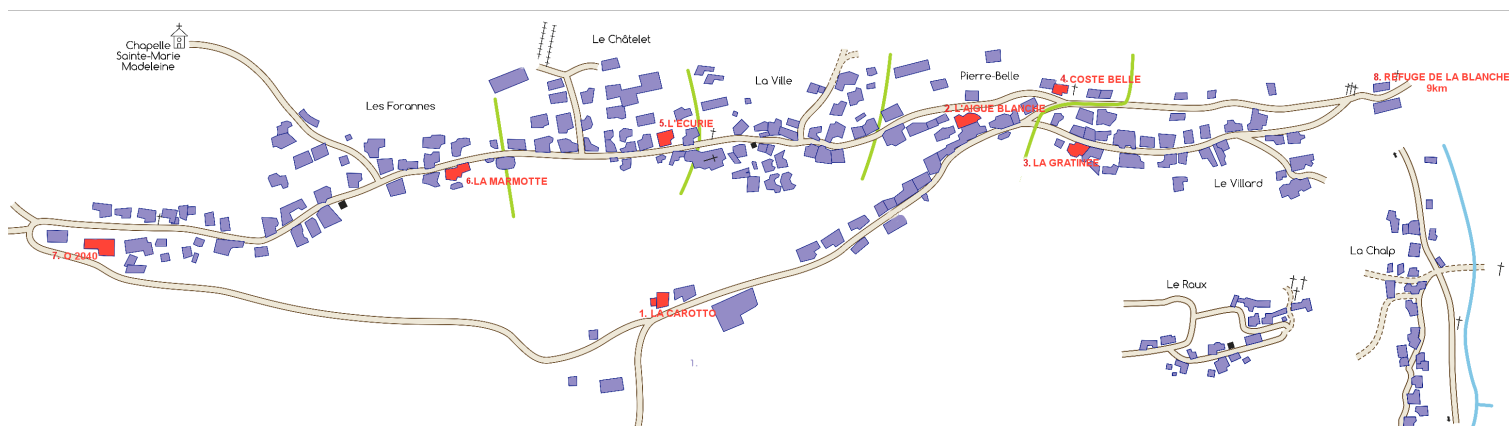 Chapelle
Sainte-Marie
Madeleine
Les Forannes
Le Châtelet
La Ville
Pierre-Belle
4. COSTE BELLE
8. REFUGE DE LA BLANCHE
9km
2. L'AIGUE BLANCHE
5. L'ECURIE
3. LA GRATINEE
6. LA MARMOTTE
Le Villard
7. O 2040
La Chalp
Le Raux
1. LA CAROTTO
1.